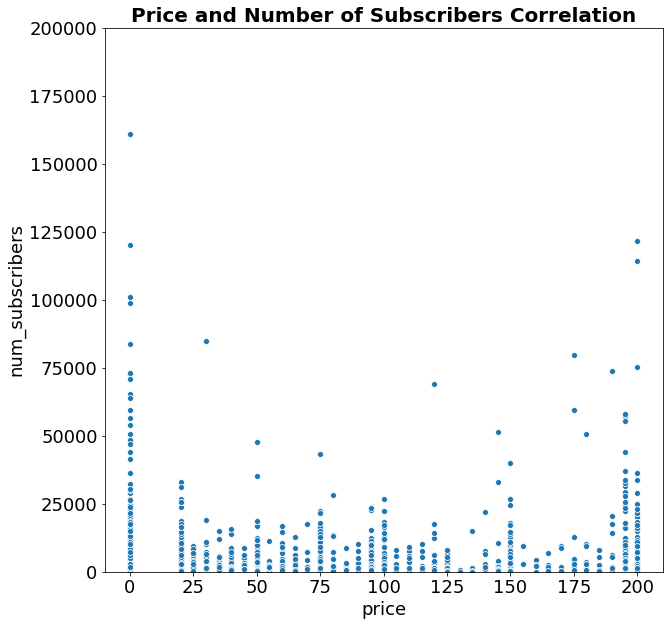 Price and Number of Subscribers Correlation
200000
175000
150000
125000
100000
75000
50000
25000
0
num_subscribers
0 25 50 75 100 125 150 175 200
price